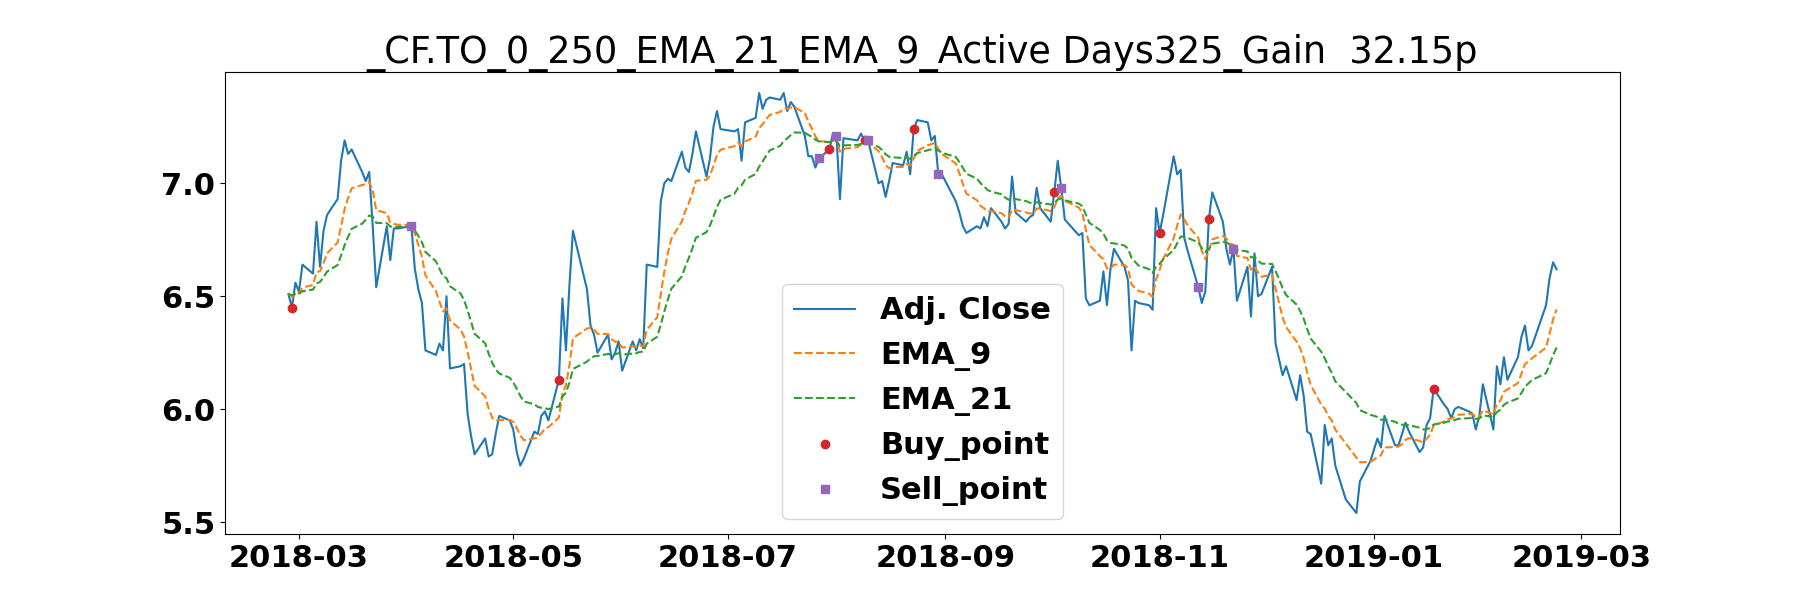 _CF.TO_0_250_EMA_21_EMA_9_Active Days325_Gain  32.15p
7.0
6.5
6.0
5.5
Adj. Close
EMA_9
EMA_21
Buy_point
Sell_point
2018-03 2018-05 2018-07 2018-09 2018-11 2019-01 2019-03